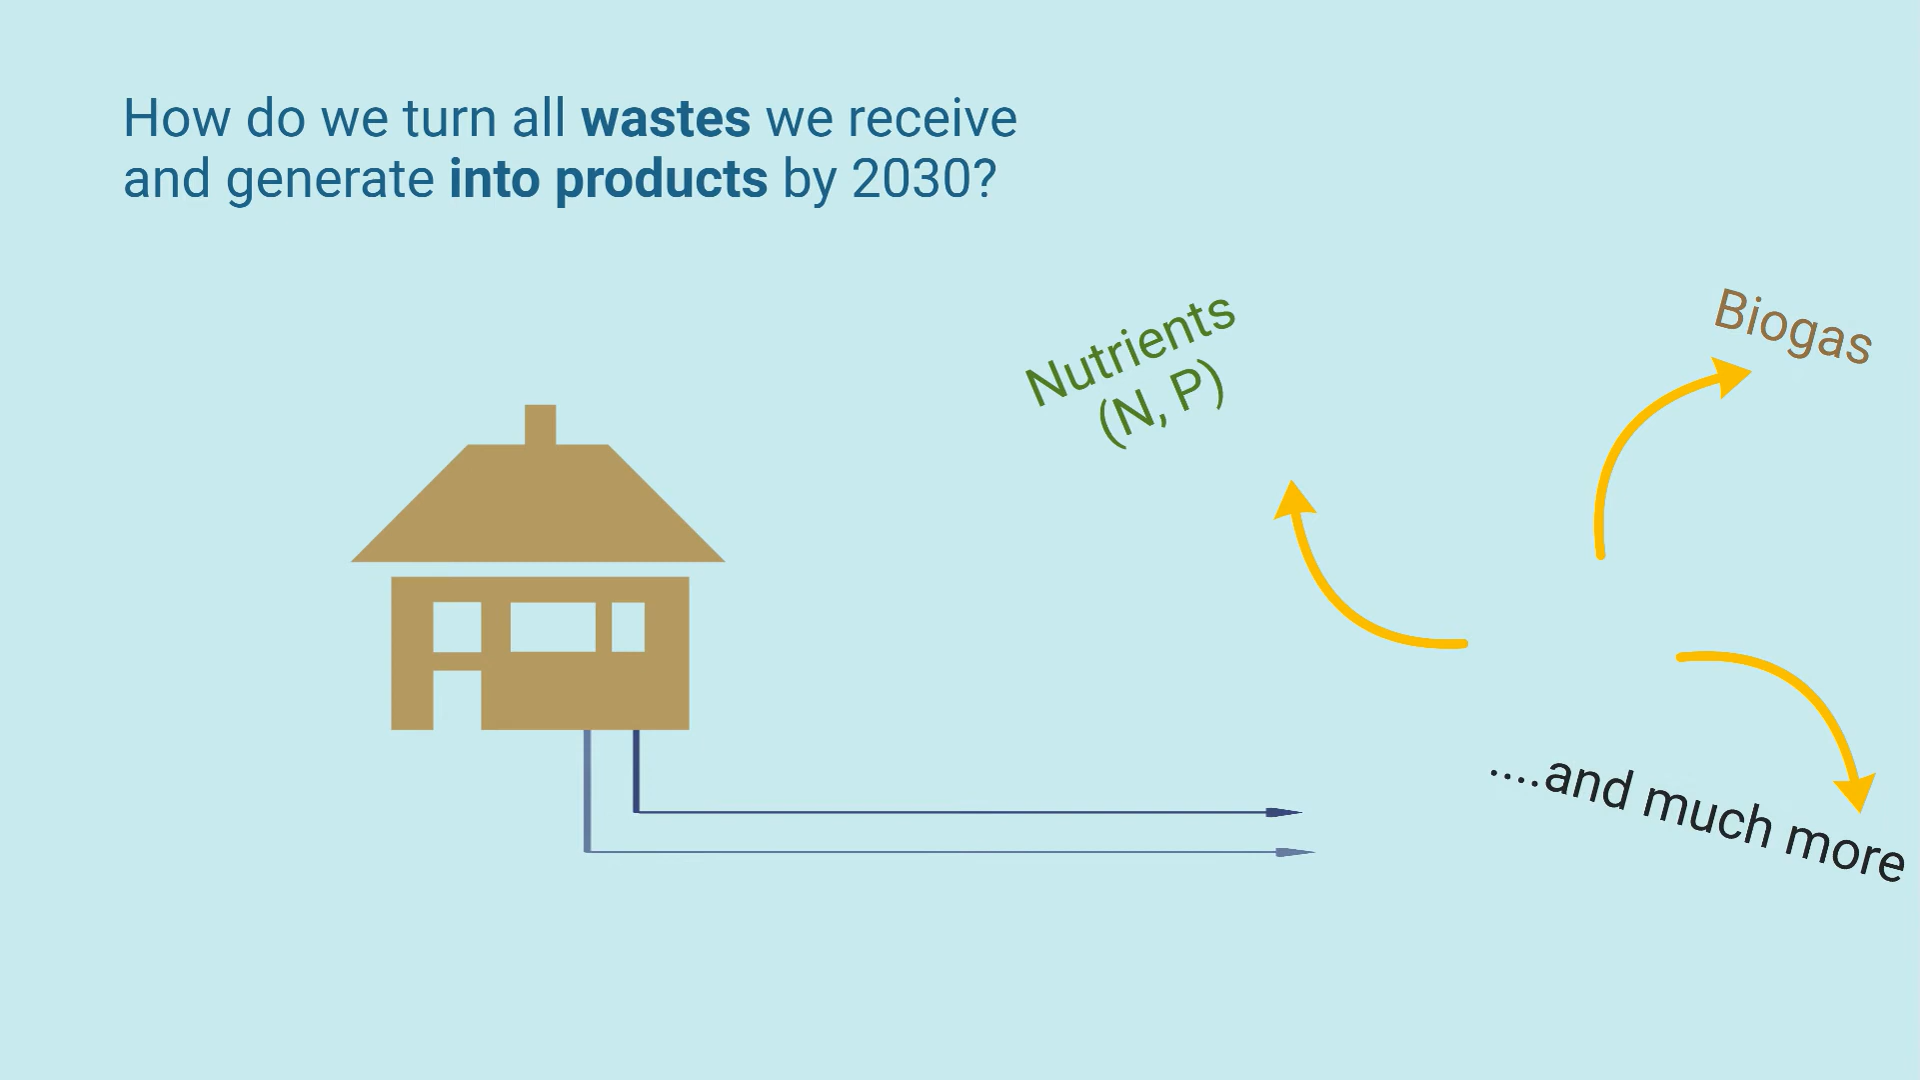 How do we turn all wastes we receive
and generate into products by 2030?
Nutrients
(N, P)
Biogas
....and much more